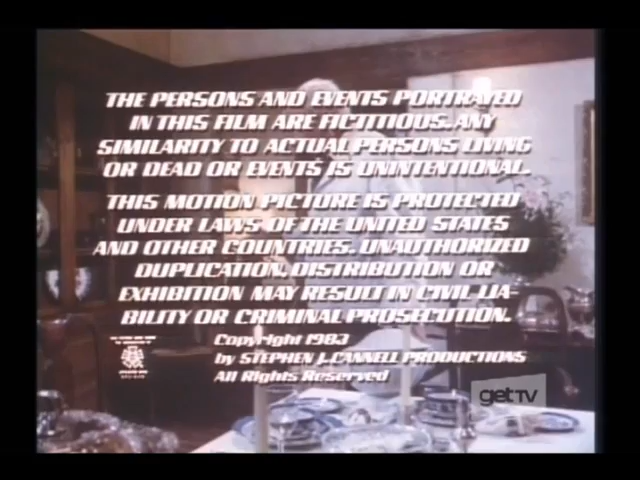 THE PERSONS AND EVENTS PORTRAYED
IN THIS FILM ARE FICTITIOUS. ANY
SIMILARITY TO ACTUAL PERSONS LIVING
OR DEAD OR EVENTS IS UNINTENTIONAL.
THIS MOTION PICTURE IS PROTECTED
UNDER LAWS OF THE UNITED STATES
AND OTHER COUNTRIES. UNAUTHORIZED
DUPLICATION, DISTRIBUTION OR
EXHIBITION MAY RESULT IN CIVIL LIA-
BILITY OR CRIMINAL PROSECUTION.
Copyright 1983
by STEPHEN J. CANNELL PRODUCTIONS
All Rights Reserved
getTV